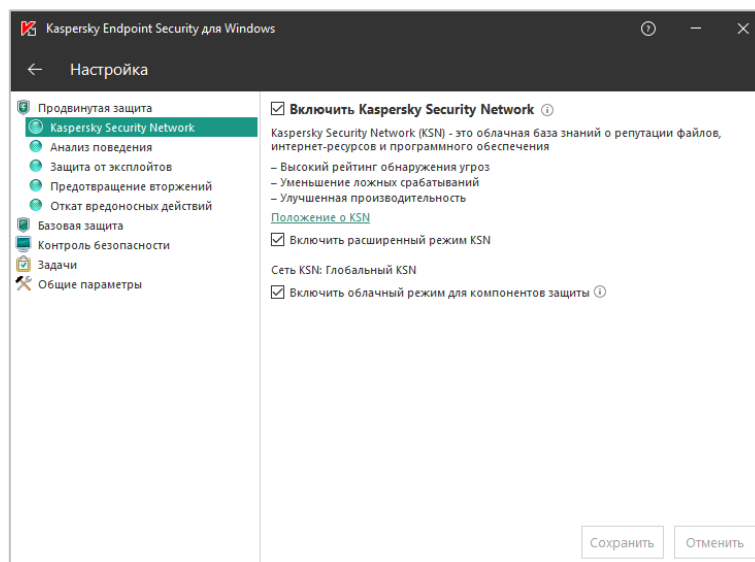 Kaspersky Endpoint Security для Windows
Настройка
Продвинутая защита
Kaspersky Security Network
Анализ поведения
Защита от эксплойтов
Предотвращение вторжений
Откат вредоносных действий
Базовая защита
Контроль безопасности
Задачи
Общие параметры
Включить Kaspersky Security Network
Kaspersky Security Network (KSN) - это облачная база знаний о репутации файлов,
интернет-ресурсов и программного обеспечения
– Высокий рейтинг обнаружения угроз
– Уменьшение ложных срабатываний
– Улучшенная производительность
Положение о KSN
Включить расширенный режим KSN
Сеть KSN: Глобальный KSN
Включить облачный режим для компонентов защиты
Сохранить
Отменить